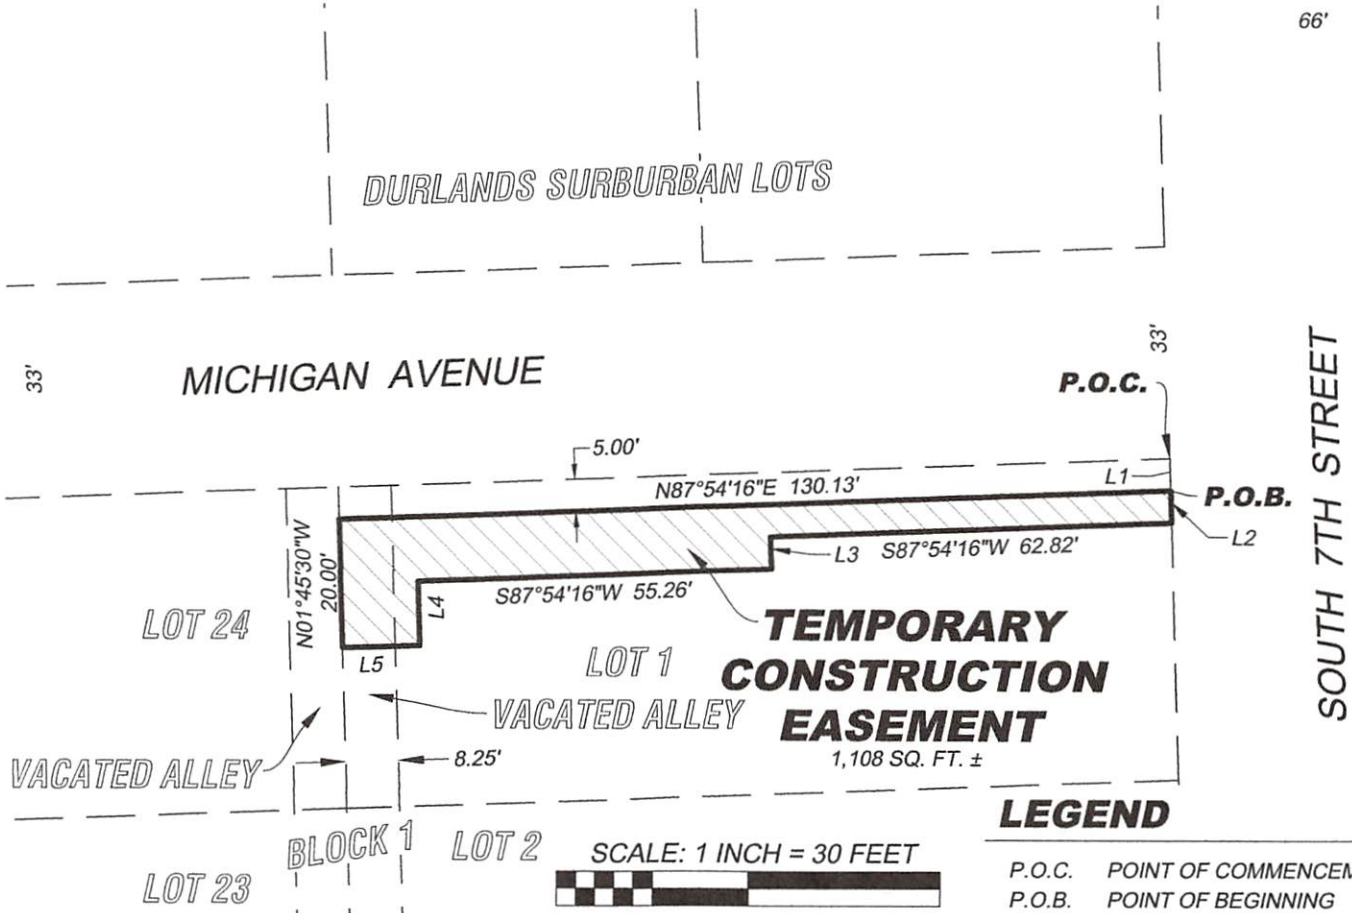 66'
DURLANDS SURBURBAN LOTS
33'
MICHIGAN AVENUE
33'
P.O.C.
SOUTH 7TH STREET
5.00'
N87°54'16"E 130.13'
L1
P.O.B.
L2
L3
S87°54'16"W 62.82'
S87°54'16"W 55.26'
L4
N01°45'30"W
20.00'
LOT 24
L5
LOT 1
TEMPORARY
CONSTRUCTION
EASEMENT
1,108 SQ. FT. ±
VACATED ALLEY
VACATED ALLEY
8.25'
BLOCK 1
LOT 2
LOT 23
SCALE: 1 INCH = 30 FEET
LEGEND
P.O.C. POINT OF COMMENCEM
P.O.B. POINT OF BEGINNING